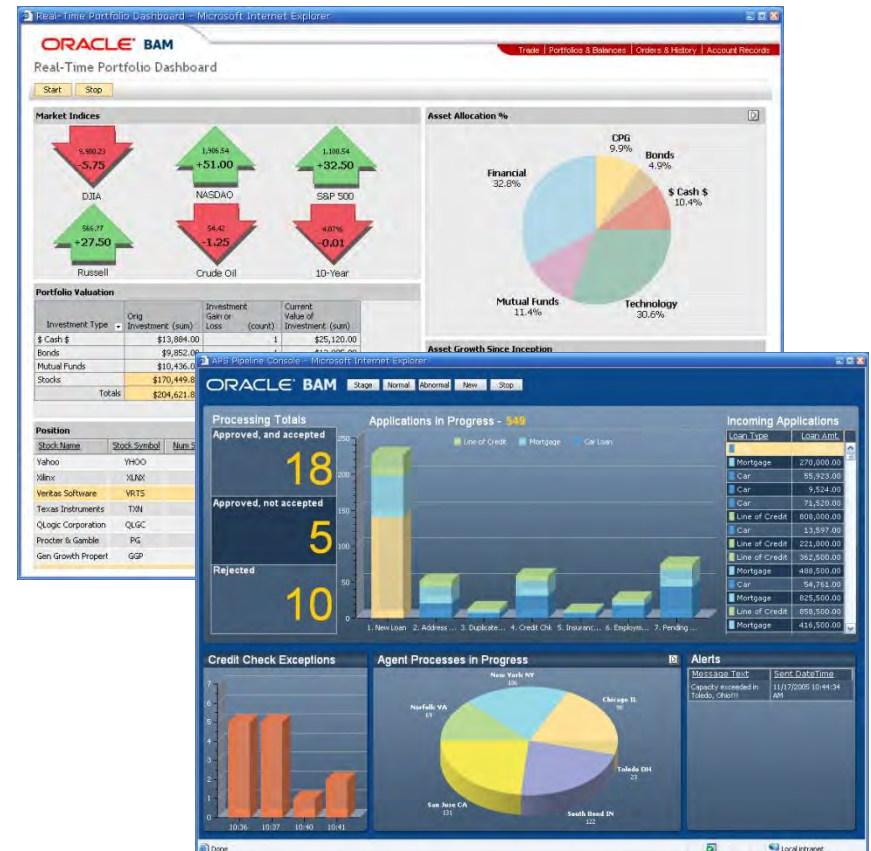 Real-Time Portfolio Dashboard - Microsoft Internet Explorer
ORACLE BAM
Trade | Portfolios & Balances | Orders & History | Account Records
Real-Time Portfolio Dashboard
Start Stop
Market Indices
9,900.23
-5.75
DJIA
1,906.54
+51.00
NASDAQ
1,100.54
+32.50
S&P 500
566.77
+27.50
Russell
54.42
-1.25
Crude Oil
4.07%
-0.01
10-Year
Asset Allocation %
CPG
9.9%
Bonds
4.9%
$ Cash $
10.4%
Financial
32.8%
Mutual Funds
11.4%
Technology
30.6%
Portfolio Valuation
Investment Type
Orig
Investment (sum)
Investment
Gain or
Loss (count)
Current
Value of
Investment (sum)
$ Cash $ $13,884.00 1 $25,120.00
Bonds $9,852.00
Mutual Funds $10,436.0
Stocks $170,449.8
Totals $204,621.8
Asset Growth Since Inception
Position
Stock Name Stock Symbol Num S
Yahoo YHOO
Xilinx XLNX
Veritas Software VRTS
Texas Instruments TXN
QLogic Corporation QLGC
Procter & Gamble PG
Gen Growth Propert GGP
APS Pipeline Console - Microsoft Internet Explorer
ORACLE BAM
Stage Normal Abnormal New Stop
Processing Totals
Approved, and accepted
18
Approved, not accepted
5
Rejected
10
Applications In Progress - 549
Line of Credit Mortgage Car Loan
250
100
50
0
1. New Loan 2. Address ... 3. Duplicate... 4. Credit Chk 5. Insuranc... 6. Employm... 7. Pending ...
Incoming Applications
Loan Type Loan Amt
Mortgage 270,000.00
Car 55,923.00
Car 9,524.00
Car 71,520.00
Line of Credit 808,000.00
Car 13,597.00
Line of Credit 221,000.00
Line of Credit 362,500.00
Mortgage 488,500.00
Car 54,761.00
Mortgage 825,500.00
Line of Credit 858,500.00
Mortgage 416,500.00
Credit Check Exceptions
7
6
5
4
3
2
1
0
10:36 10:37 10:40 10:41
Agent Processes in Progress
New York NY
106
Chicago IL
98
Toledo OH
23
South Bend IN
122
San Jose CA
131
Norfolk VA
69
Alerts
Message Text Sent DateTime
Capacity exceeded in 11/17/2005 10:44:34
Toledo, Ohio!!! AM
Done
Local intranet